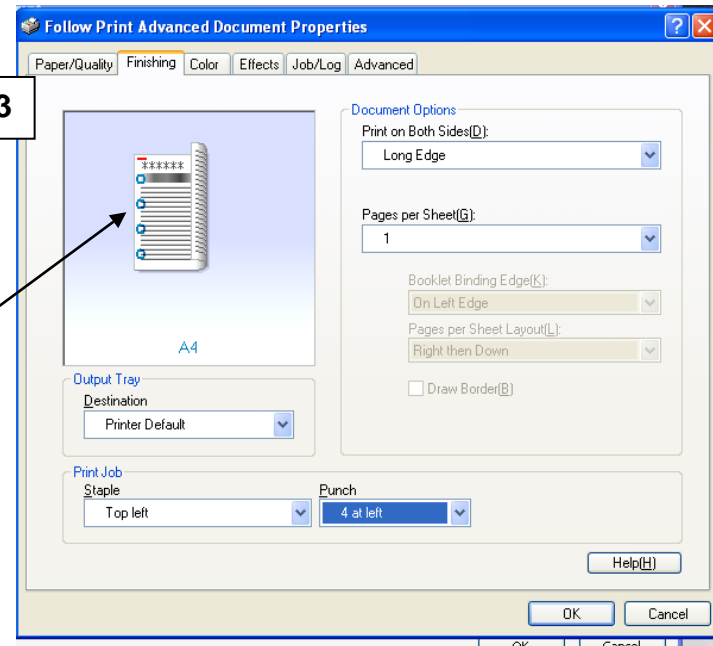 Follow Print Advanced Document Properties
Paper/Quality Finishing Color Effects Job/Log Advanced
3
Document Options
Print on Both Sides(D):
Long Edge
******
Pages per Sheet(G):
1
Booklet Binding Edge(K):
On Left Edge
Pages per Sheet Layout(L):
Right then Down
A4
Draw Border(B)
Output Tray
Destination
Printer Default
Print Job
Staple Punch
Top left 4 at left
Help(H)
OK Cancel
OK Cancel